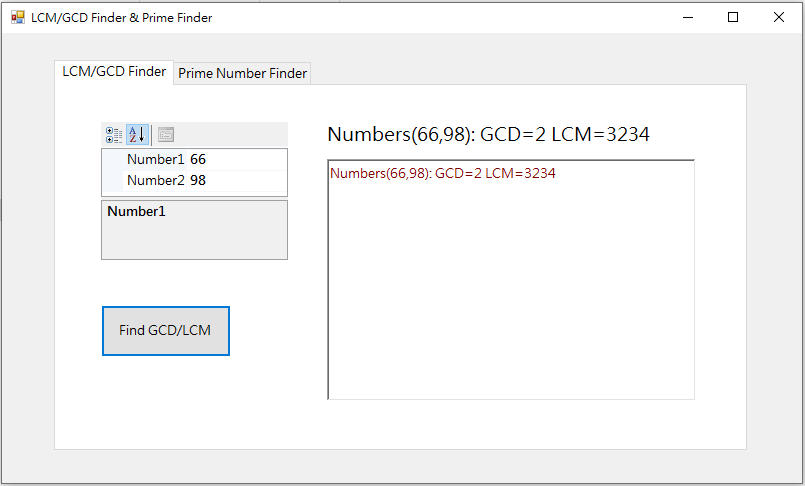 LCM/GCD Finder & Prime Finder
LCM/GCD Finder
Prime Number Finder
Number1 66
Number2 98
Number1
Find GCD/LCM
Numbers(66,98): GCD=2 LCM=3234
Numbers(66,98): GCD=2 LCM=3234